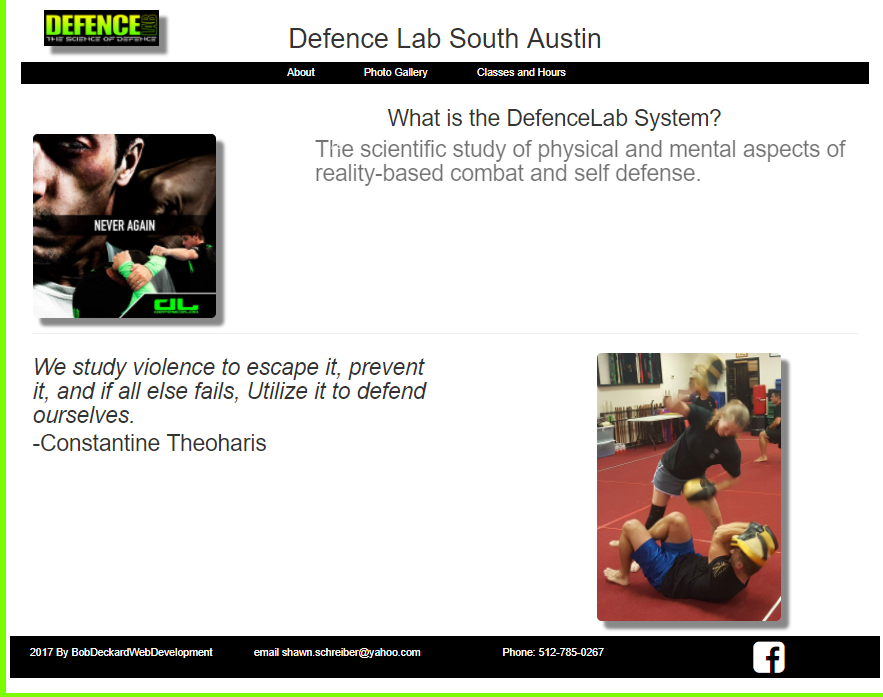 DEFENCE LAB
THE SCIENCE OF DEFENCE
Defence Lab South Austin
About Photo Gallery Classes and Hours
What is the DefenceLab System?
The scientific study of physical and mental aspects of
reality-based combat and self defense.
NEVER AGAIN
DL
We study violence to escape it, prevent
it, and if all else fails, Utilize it to defend
ourselves.
-Constantine Theoharis
2017 By BobDeckardWebDevelopment email shawn.schreiber@yahoo.com Phone: 512-785-0267